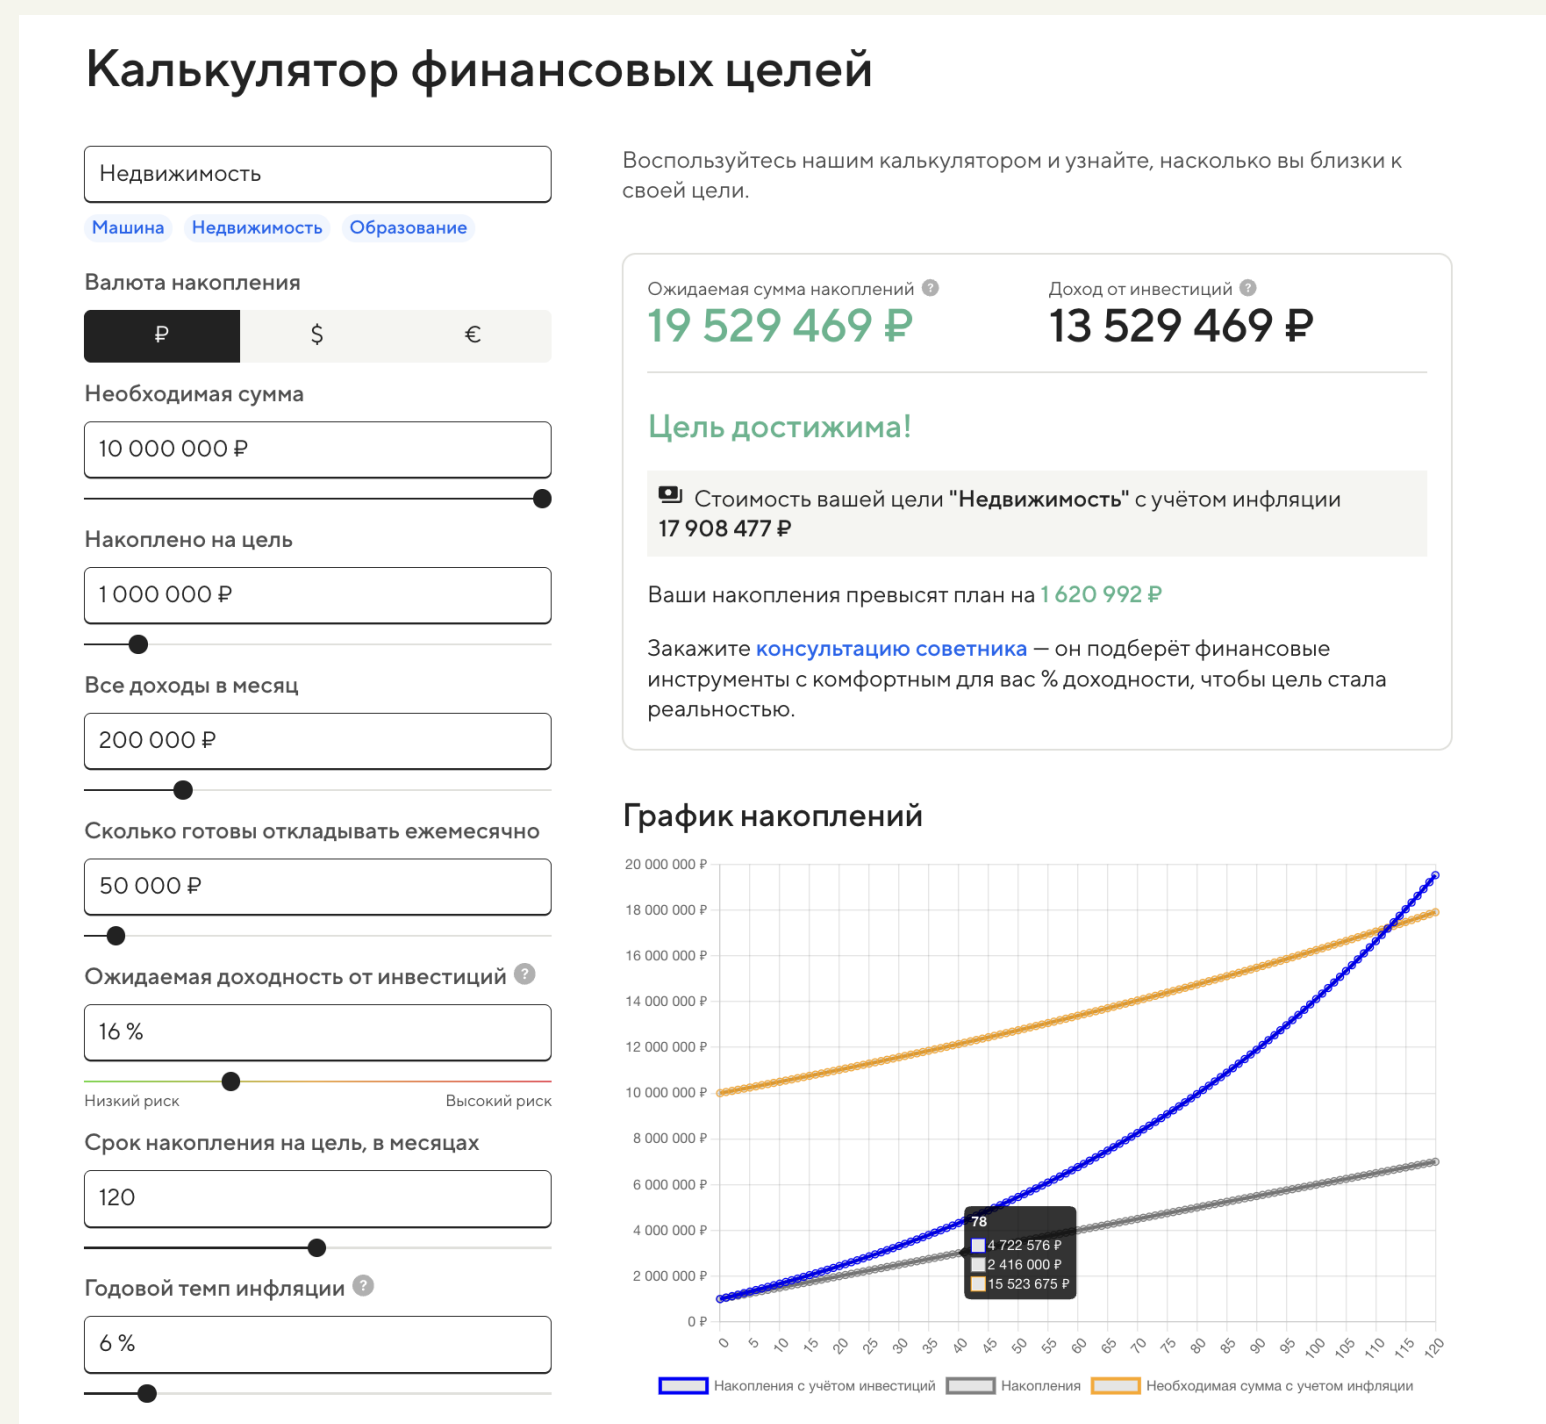 Калькулятор финансовых целей
Недвижимость
Машина Недвижимость Образование
Валюта накопления
₽ $ €
Необходимая сумма
10 000 000 ₽
Накоплено на цель
1 000 000 ₽
Все доходы в месяц
200 000 ₽
Сколько готовы откладывать ежемесячно
50 000 ₽
Ожидаемая доходность от инвестиций ?
16 %
Низкий риск Высокий риск
Срок накопления на цель, в месяцах
120
Годовой темп инфляции ?
6 %
Воспользуйтесь нашим калькулятором и узнайте, насколько вы близки к
своей цели.
Ожидаемая сумма накоплений ?
19 529 469 ₽
Доход от инвестиций ?
13 529 469 ₽
Цель достижима!
Стоимость вашей цели "Недвижимость" с учётом инфляции
17 908 477 ₽
Ваши накопления превысят план на 1 620 992 ₽
Закажите консультацию советника — он подберёт финансовые
инструменты с комфортным для вас % доходности, чтобы цель стала
реальностью.
График накоплений
20 000 000 ₽
18 000 000 ₽
16 000 000 ₽
14 000 000 ₽
12 000 000 ₽
10 000 000 ₽
8 000 000 ₽
6 000 000 ₽
4 000 000 ₽
2 000 000 ₽
0 ₽
78
4 722 576 ₽
2 416 000 ₽
15 523 675 ₽
0 5 10 15 20 25 30 35 40 45 50 55 60 65 70 75 80 85 90 95 100 105 110 115 120
Накопления с учётом инвестиций Накопления Необходимая сумма с учетом инфляции